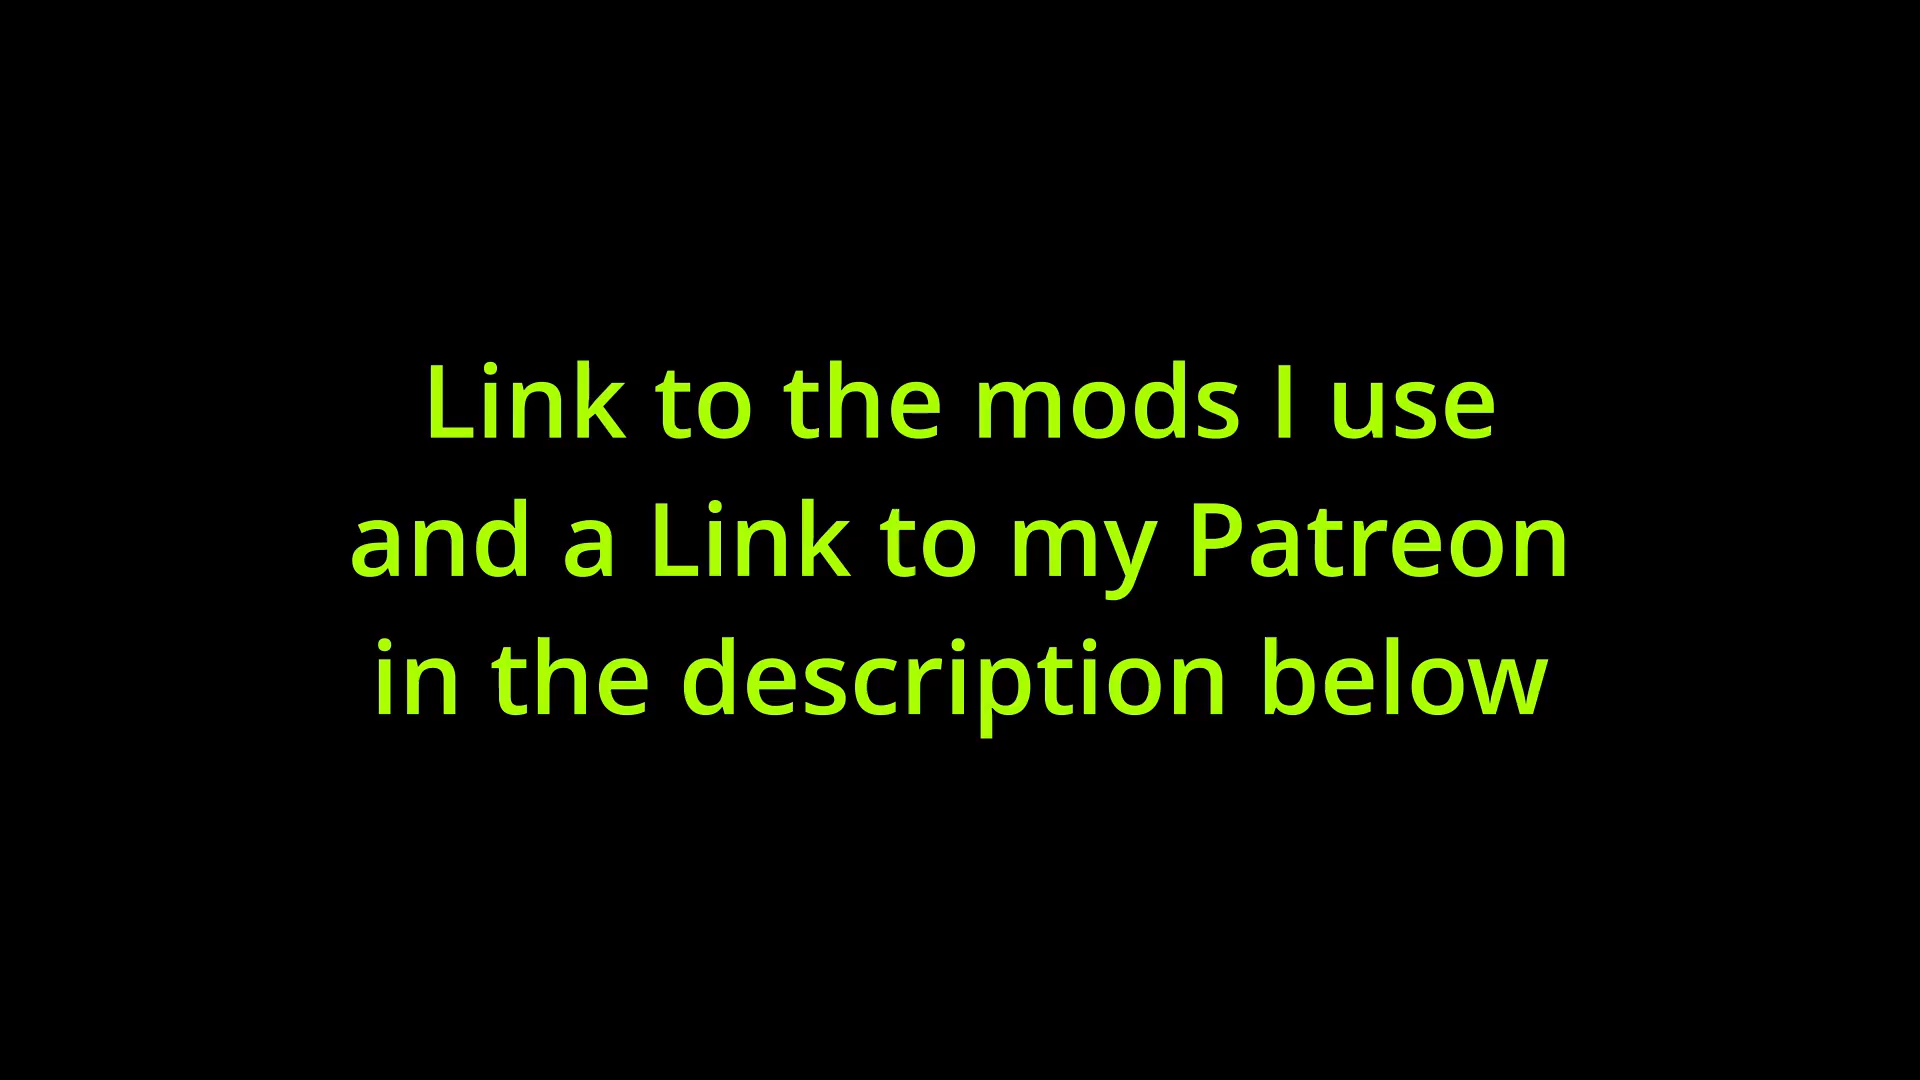 Link to the mods I use
and a Link to my Patreon
in the description below